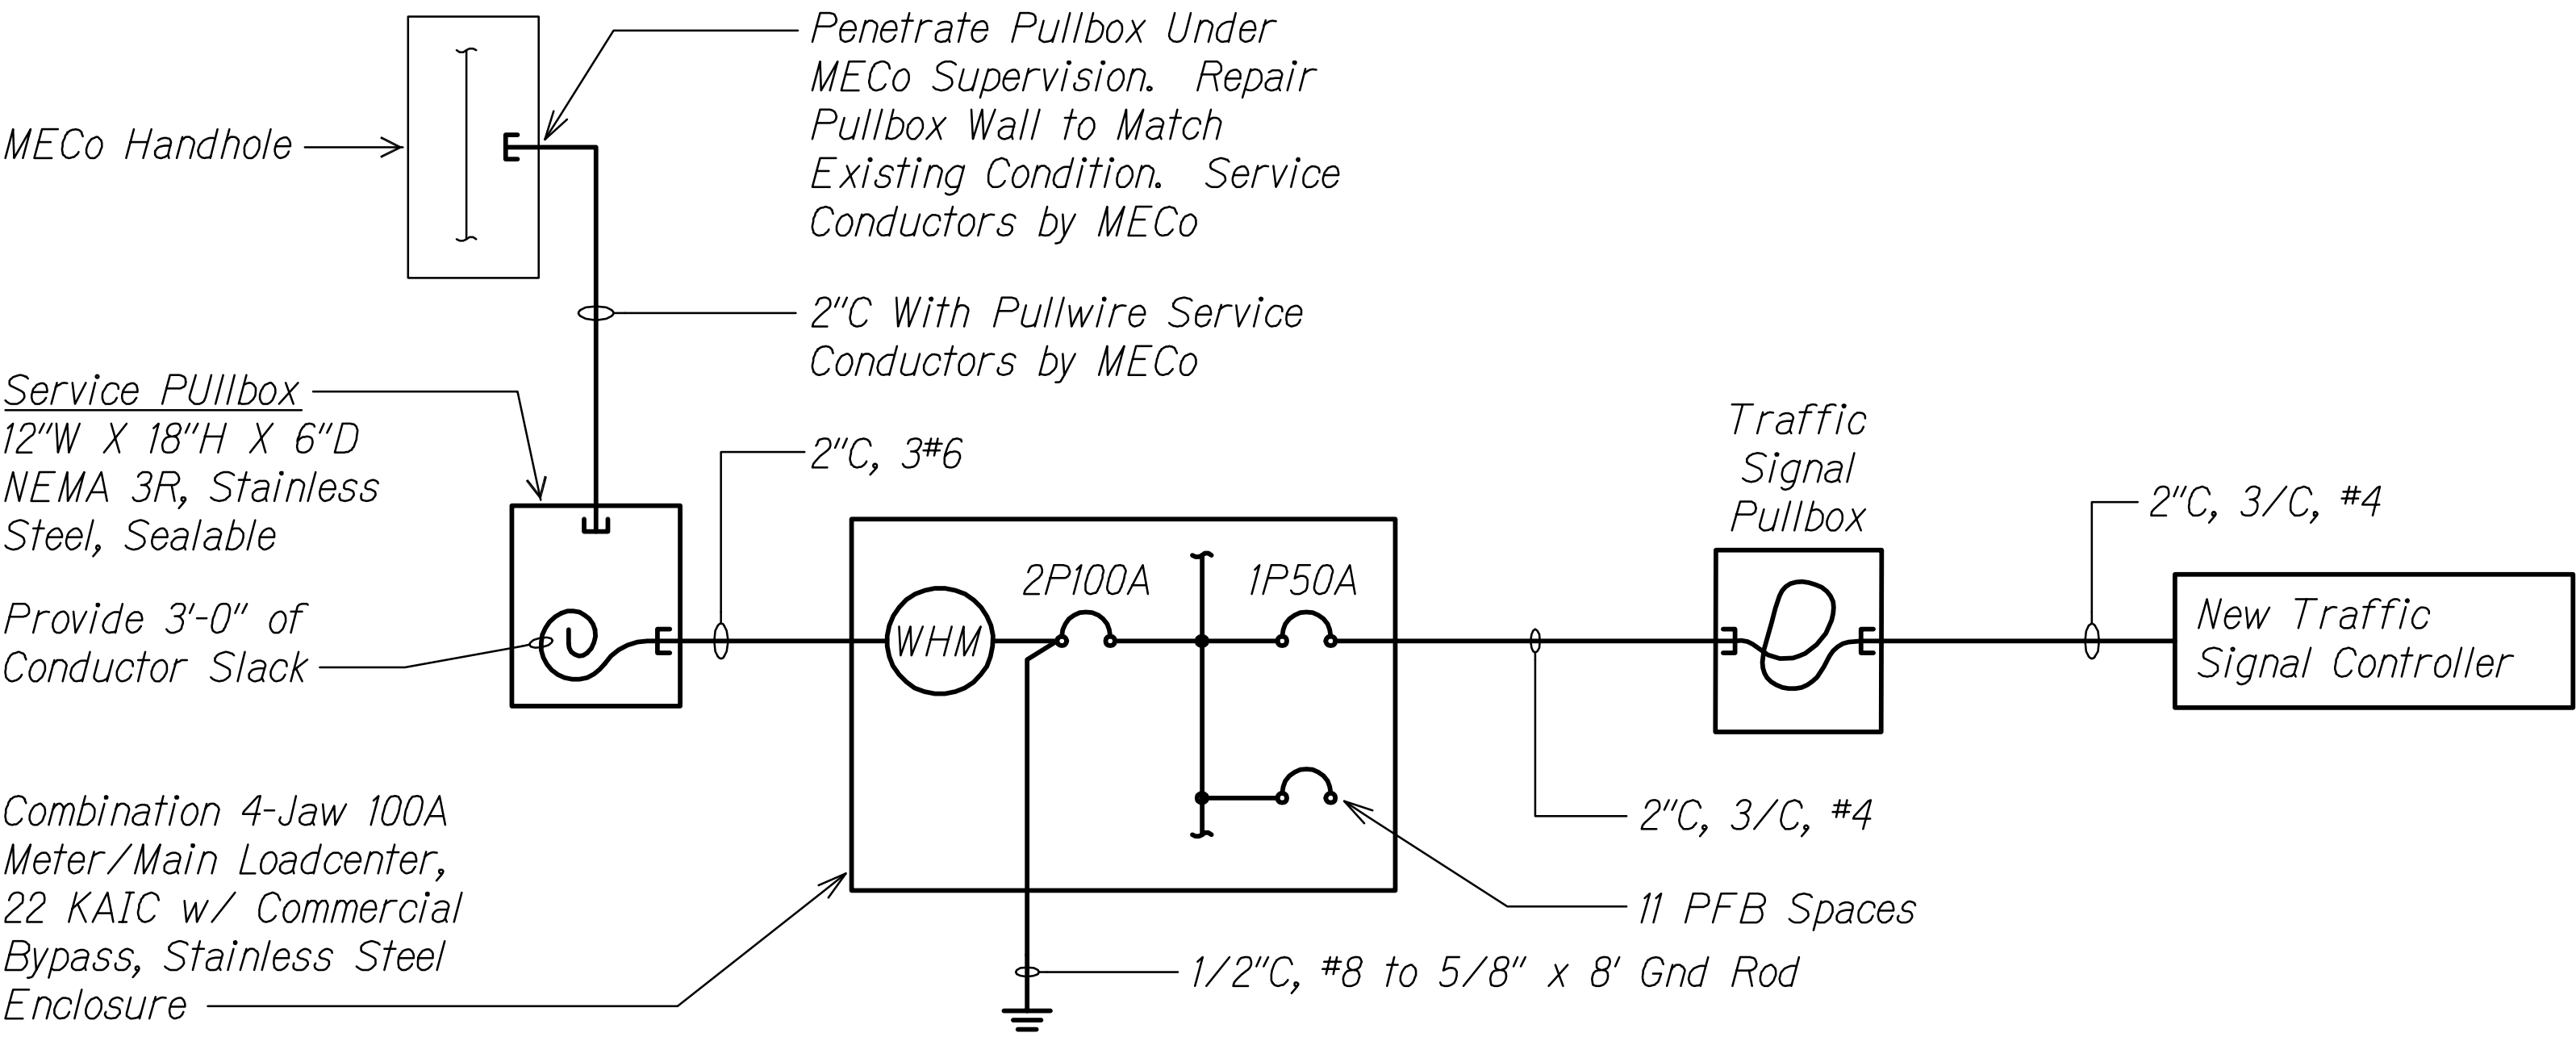 MECo Handhole
Penetrate Pullbox Under
MECo Supervision. Repair
Pullbox Wall to Match
Existing Condition. Service
Conductors by MECo
2"C With Pullwire Service
Conductors by MECo
Service PUllbox
12"W X 18"H X 6"D
NEMA 3R, Stainless
Steel, Sealable
Provide 3'-0" of
Conductor Slack
2"C, 3#6
WHM
2P100A
1P50A
Traffic
Signal
Pullbox
2"C, 3/C, #4
New Traffic
Signal Controller
2"C, 3/C, #4
11 PFB Spaces
Combination 4-Jaw 100A
Meter/Main Loadcenter,
22 KAIC w/ Commercial
Bypass, Stainless Steel
Enclosure
1/2"C, #8 to 5/8" x 8' Gnd Rod